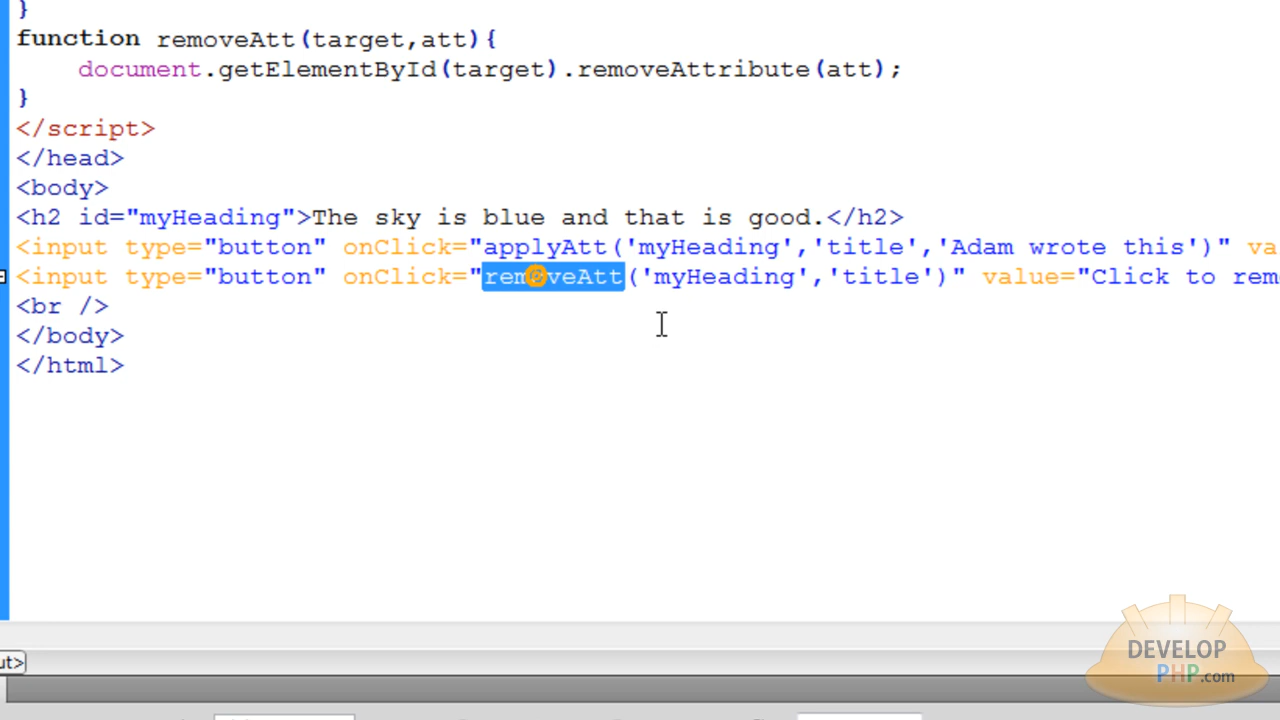 }
function removeAtt(target,att){
document.getElementById(target).removeAttribute(att);
}
</script>
</head>
<body>
<h2 id="myHeading">The sky is blue and that is good.</h2>
<input type="button" onClick="applyAtt('myHeading','title','Adam wrote this')" va
<input type="button" onClick="removeAtt('myHeading','title')" value="Click to rem
<br />
</body>
</html>
ut>
DEVELOP
PHP.com